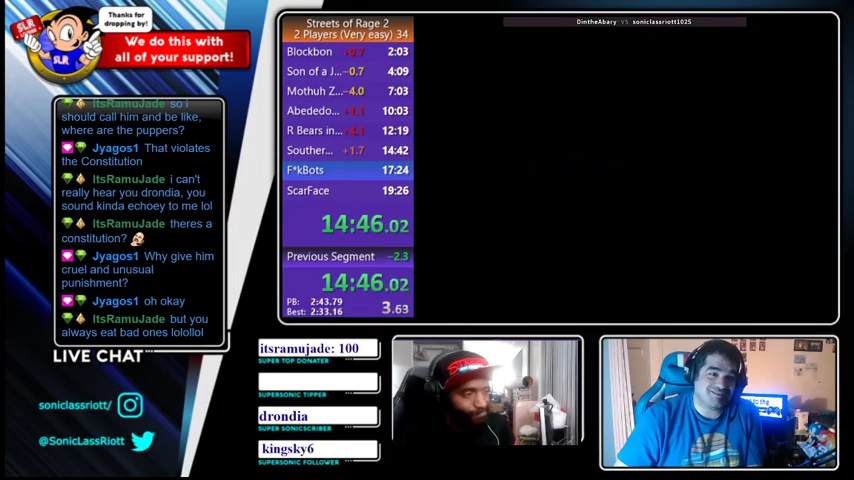 Thanks for
dropping by!
SLR
SLR
We do this with
all of your support!
ItsRamuJade so i
should call him and be like,
where are the puppers?
Jyagos1 That violates
the Constitution
ItsRamuJade i can't
really hear you drondia, you
sound kinda echoey to me lol
ItsRamuJade theres a
constitution?
Jyagos1 Why give him
cruel and unusual
punishment?
Jyagos1 oh okay
ItsRamuJade but you
always eat bad ones lololol
LIVE CHAT
soniclassriott/
@SonicLassRiott
Streets of Rage 2
2 Players (Very easy) 34
Blockbon +0.7 2:03
Son of a J... −0.7 4:09
Mothuh Z... −4.0 7:03
Abededo... +1.1 10:03
R Bears in... +4.1 12:19
Souther... +1.7 14:42
F*kBots 17:24
ScarFace 19:26
14:46.02
Previous Segment −2.3
14:46.02
PB: 2:43.79
Best: 2:33.16
3.63
DintheAbary VS soniclassriott1025
itsramujade: 100
SUPER TOP DONATER
SUPERSONIC TIPPER
drondia
SUPER SONICSCRIBER
kingsky6
SUPERSONIC FOLLOWER